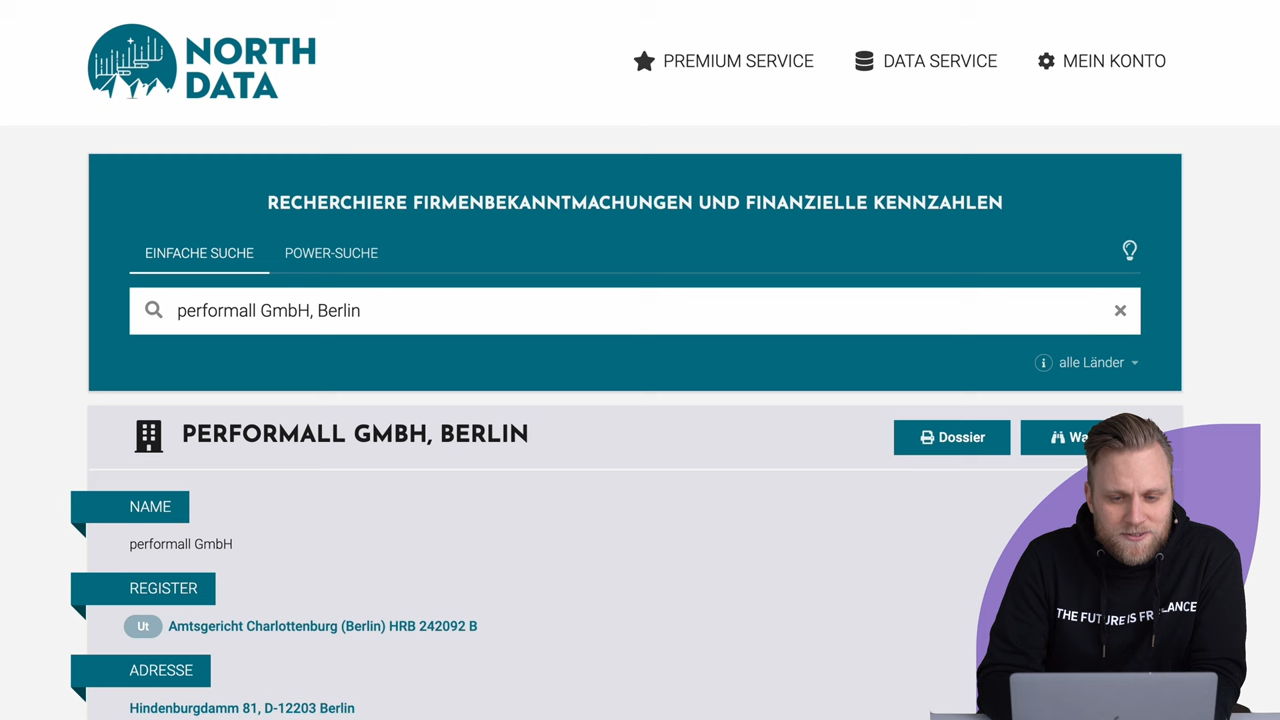 NORTH
DATA
PREMIUM SERVICE
DATA SERVICE
MEIN KONTO
RECHERCHIERE FIRMENBEKANNTMACHUNGEN UND FINANZIELLE KENNZAHLEN
EINFACHE SUCHE
POWER-SUCHE
performall GmbH, Berlin
alle Länder
PERFORMALL GMBH, BERLIN
Dossier
NAME
performall GmbH
REGISTER
Ut Amtsgericht Charlottenburg (Berlin) HRB 242092 B
ADRESSE
Hindenburgdamm 81, D-12203 Berlin
THE FUTURE IS FREELANCE